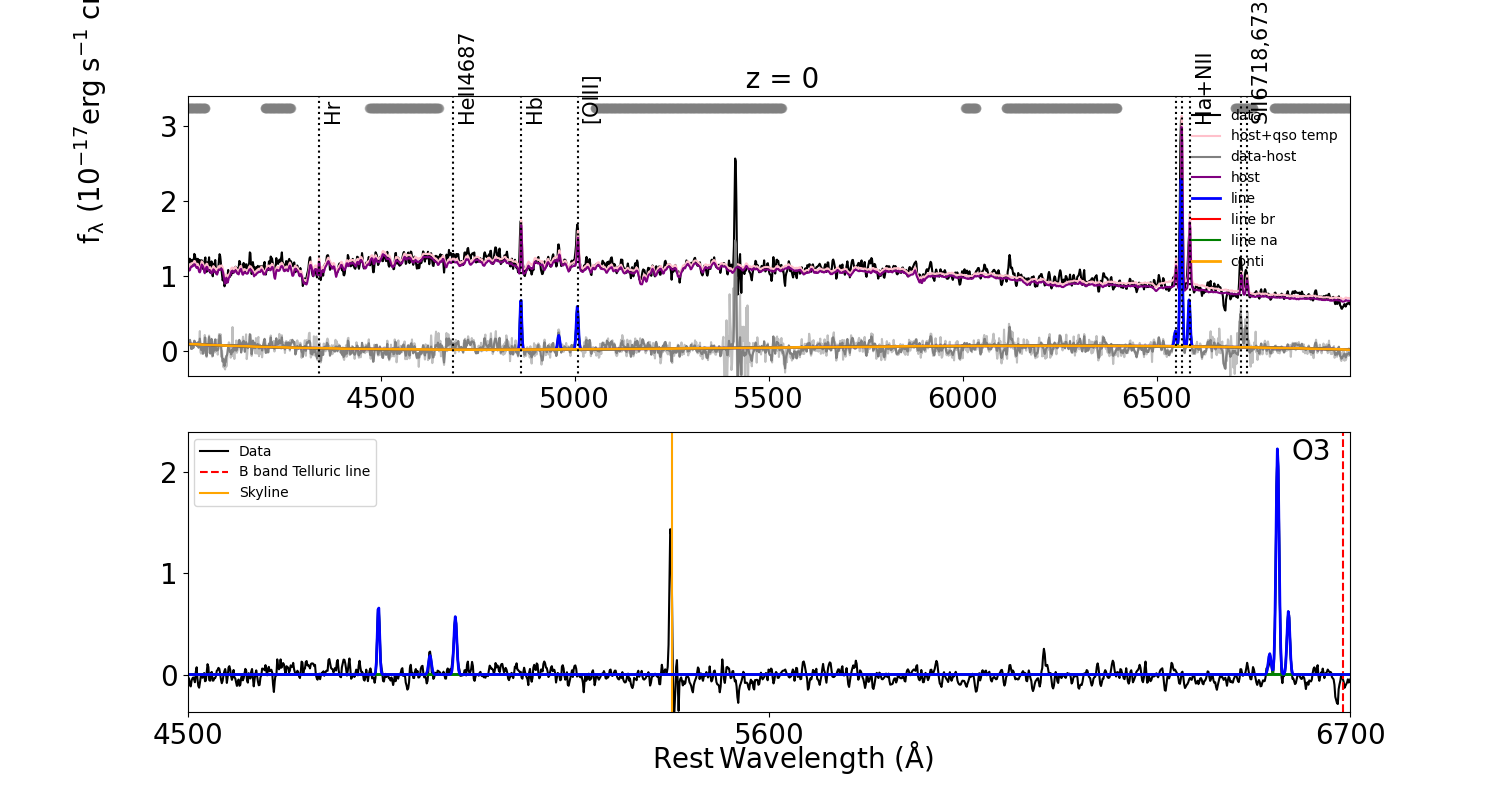 z = 0
f_λ (10^−17 erg s^−1
Hr
HeII4687
Hb
[OIII]
Ha+NII
SII6718,673
data
host+qso temp
data-host
host
line
line br
line na
conti
3
2
1
0
4500 5000 5500 6000 6500
Data
B band Telluric line
Skyline
O3
2
1
0
4500 5600 6700
Rest Wavelength (Å)